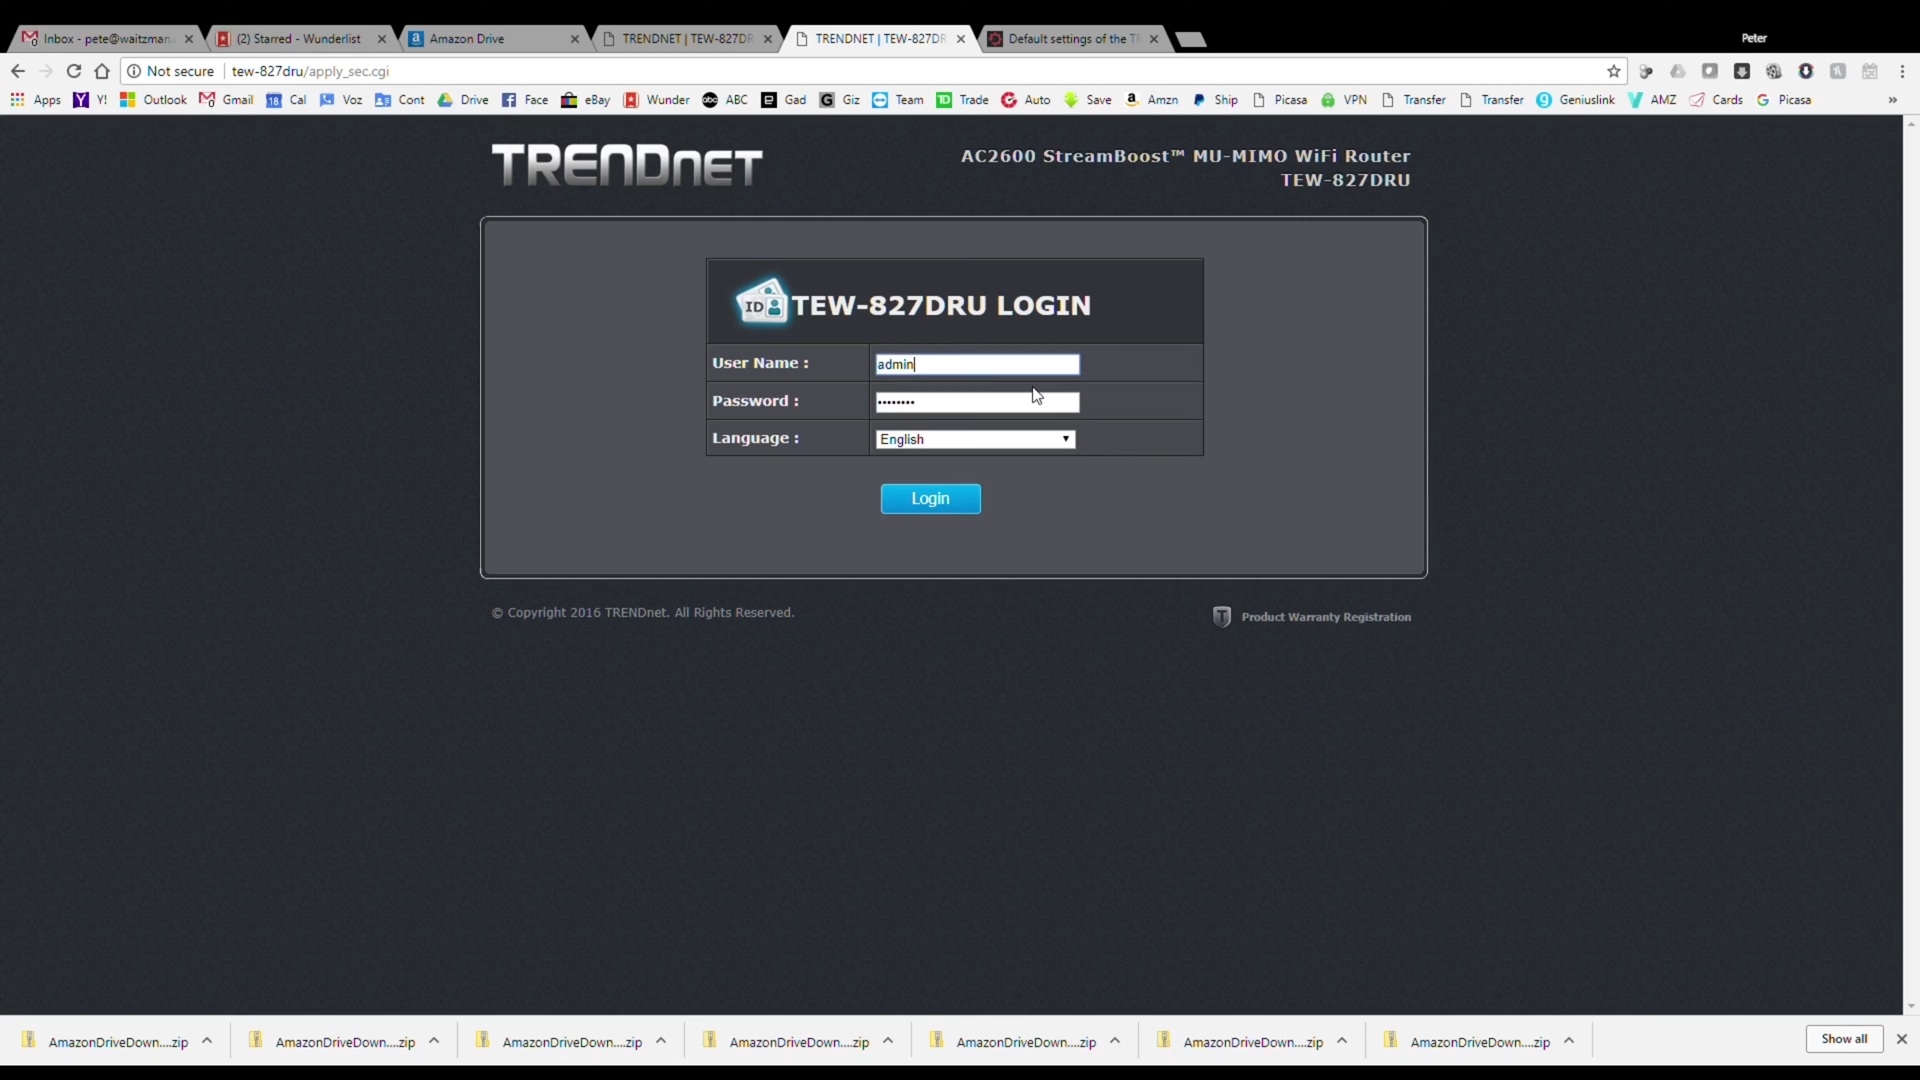 Inbox - pete@waitzman.
(2) Starred - Wunderlist
Amazon Drive
TRENDNET | TEW-827DR
TRENDNET | TEW-827DR
Default settings of the TR
Peter
Not secure
tew-827dru/apply_sec.cgi
Apps
Y!
Outlook
Gmail
Cal
Voz
Cont
Drive
Face
eBay
Wunder
ABC
Gad
Giz
Team
Trade
Auto
Save
Amzn
Ship
Picasa
VPN
Transfer
Transfer
Geniuslink
AMZ
Cards
Picasa
TRENDNET
AC2600 StreamBoost™ MU-MIMO WiFi Router
TEW-827DRU
ID
TEW-827DRU LOGIN
User Name :
admin
Password :
••••••••
Language :
English
Login
© Copyright 2016 TRENDnet. All Rights Reserved.
Product Warranty Registration
AmazonDriveDown....zip
AmazonDriveDown....zip
AmazonDriveDown....zip
AmazonDriveDown....zip
AmazonDriveDown....zip
AmazonDriveDown....zip
AmazonDriveDown....zip
Show all